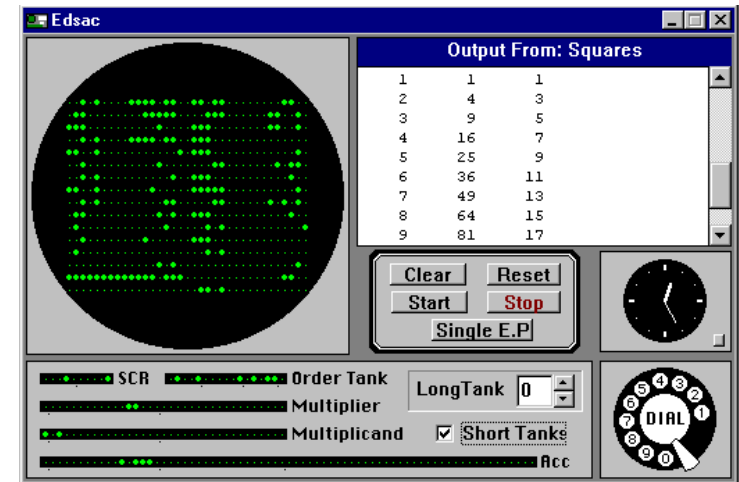 Edsac
Output From: Squares
1 1 1
2 4 3
3 9 5
4 16 7
5 25 9
6 36 11
7 49 13
8 64 15
9 81 17
Clear Reset
Start Stop
Single E.P
SCR Order Tank
LongTank 0
Multiplier
Multiplicand
Short Tanks
Acc
1 2 3 4 5 6 7 8 9 0
DIAL